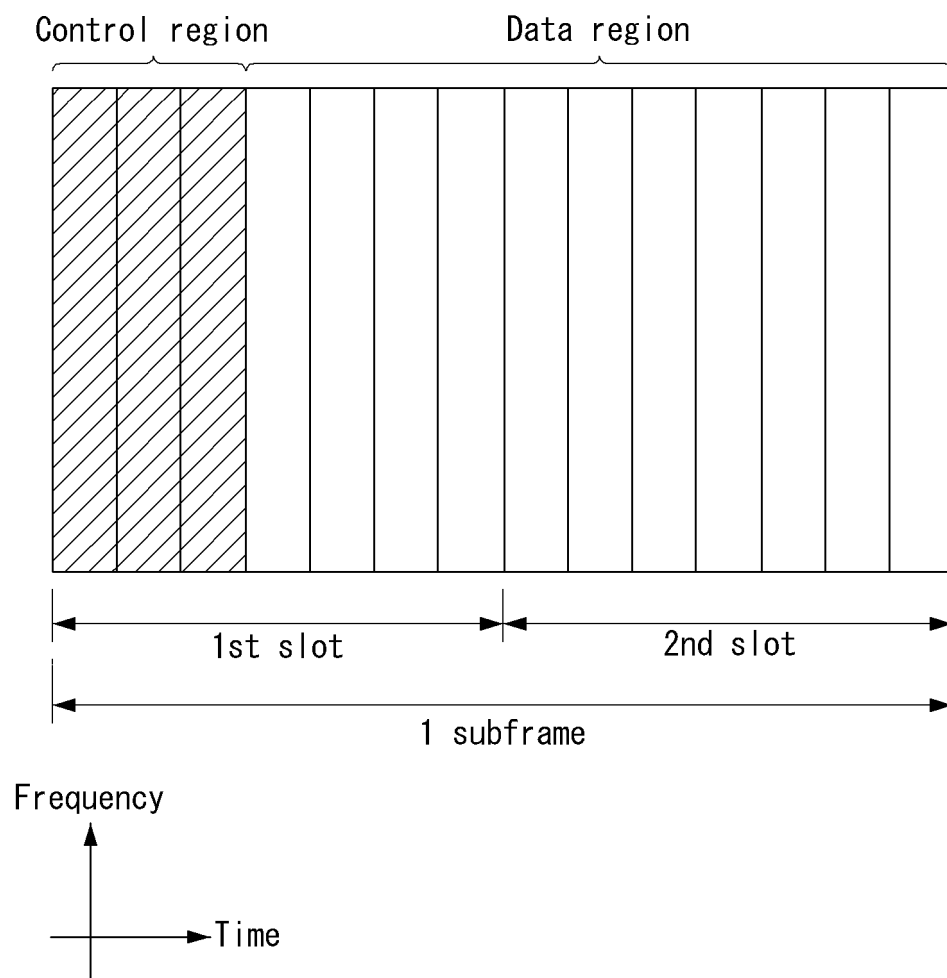 Control region
Data region
1st slot
2nd slot
1 subframe
Frequency
Time